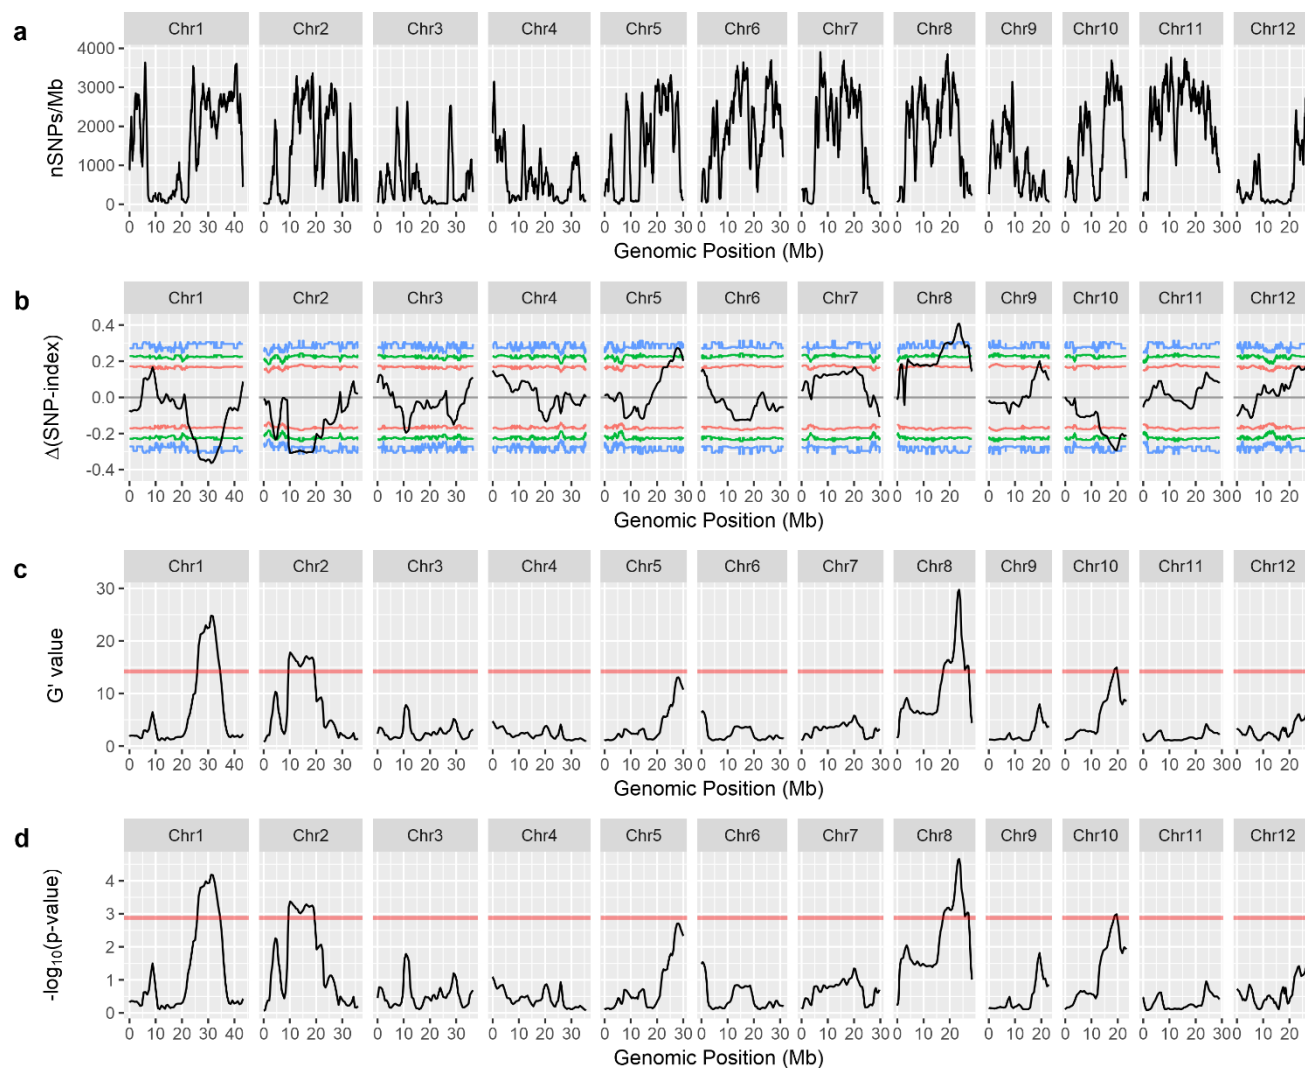 a
Chr1 Chr2 Chr3 Chr4 Chr5 Chr6 Chr7 Chr8 Chr9 Chr10 Chr11 Chr12
nSNPs/Mb
4000
3000
2000
1000
0
0 10 20 30 40 0 10 20 30 0 10 20 30 0 10 20 30 0 10 20 30 0 10 20 30 0 10 20 30 0 10 20 0 10 20 0 10 20 0 10 20 30 0 10 20
Genomic Position (Mb)
b
Chr1 Chr2 Chr3 Chr4 Chr5 Chr6 Chr7 Chr8 Chr9 Chr10 Chr11 Chr12
Δ(SNP-index)
0.4
0.2
0.0
-0.2
-0.4
0 10 20 30 40 0 10 20 30 0 10 20 30 0 10 20 30 0 10 20 30 0 10 20 30 0 10 20 30 0 10 20 0 10 20 0 10 20 0 10 20 30 0 10 20
Genomic Position (Mb)
c
Chr1 Chr2 Chr3 Chr4 Chr5 Chr6 Chr7 Chr8 Chr9 Chr10 Chr11 Chr12
G' value
30
20
10
0
0 10 20 30 40 0 10 20 30 0 10 20 30 0 10 20 30 0 10 20 30 0 10 20 30 0 10 20 30 0 10 20 0 10 20 0 10 20 0 10 20 30 0 10 20
Genomic Position (Mb)
d
Chr1 Chr2 Chr3 Chr4 Chr5 Chr6 Chr7 Chr8 Chr9 Chr10 Chr11 Chr12
-log10(p-value)
4
3
2
1
0
0 10 20 30 40 0 10 20 30 0 10 20 30 0 10 20 30 0 10 20 30 0 10 20 30 0 10 20 30 0 10 20 0 10 20 0 10 20 0 10 20 30 0 10 20
Genomic Position (Mb)